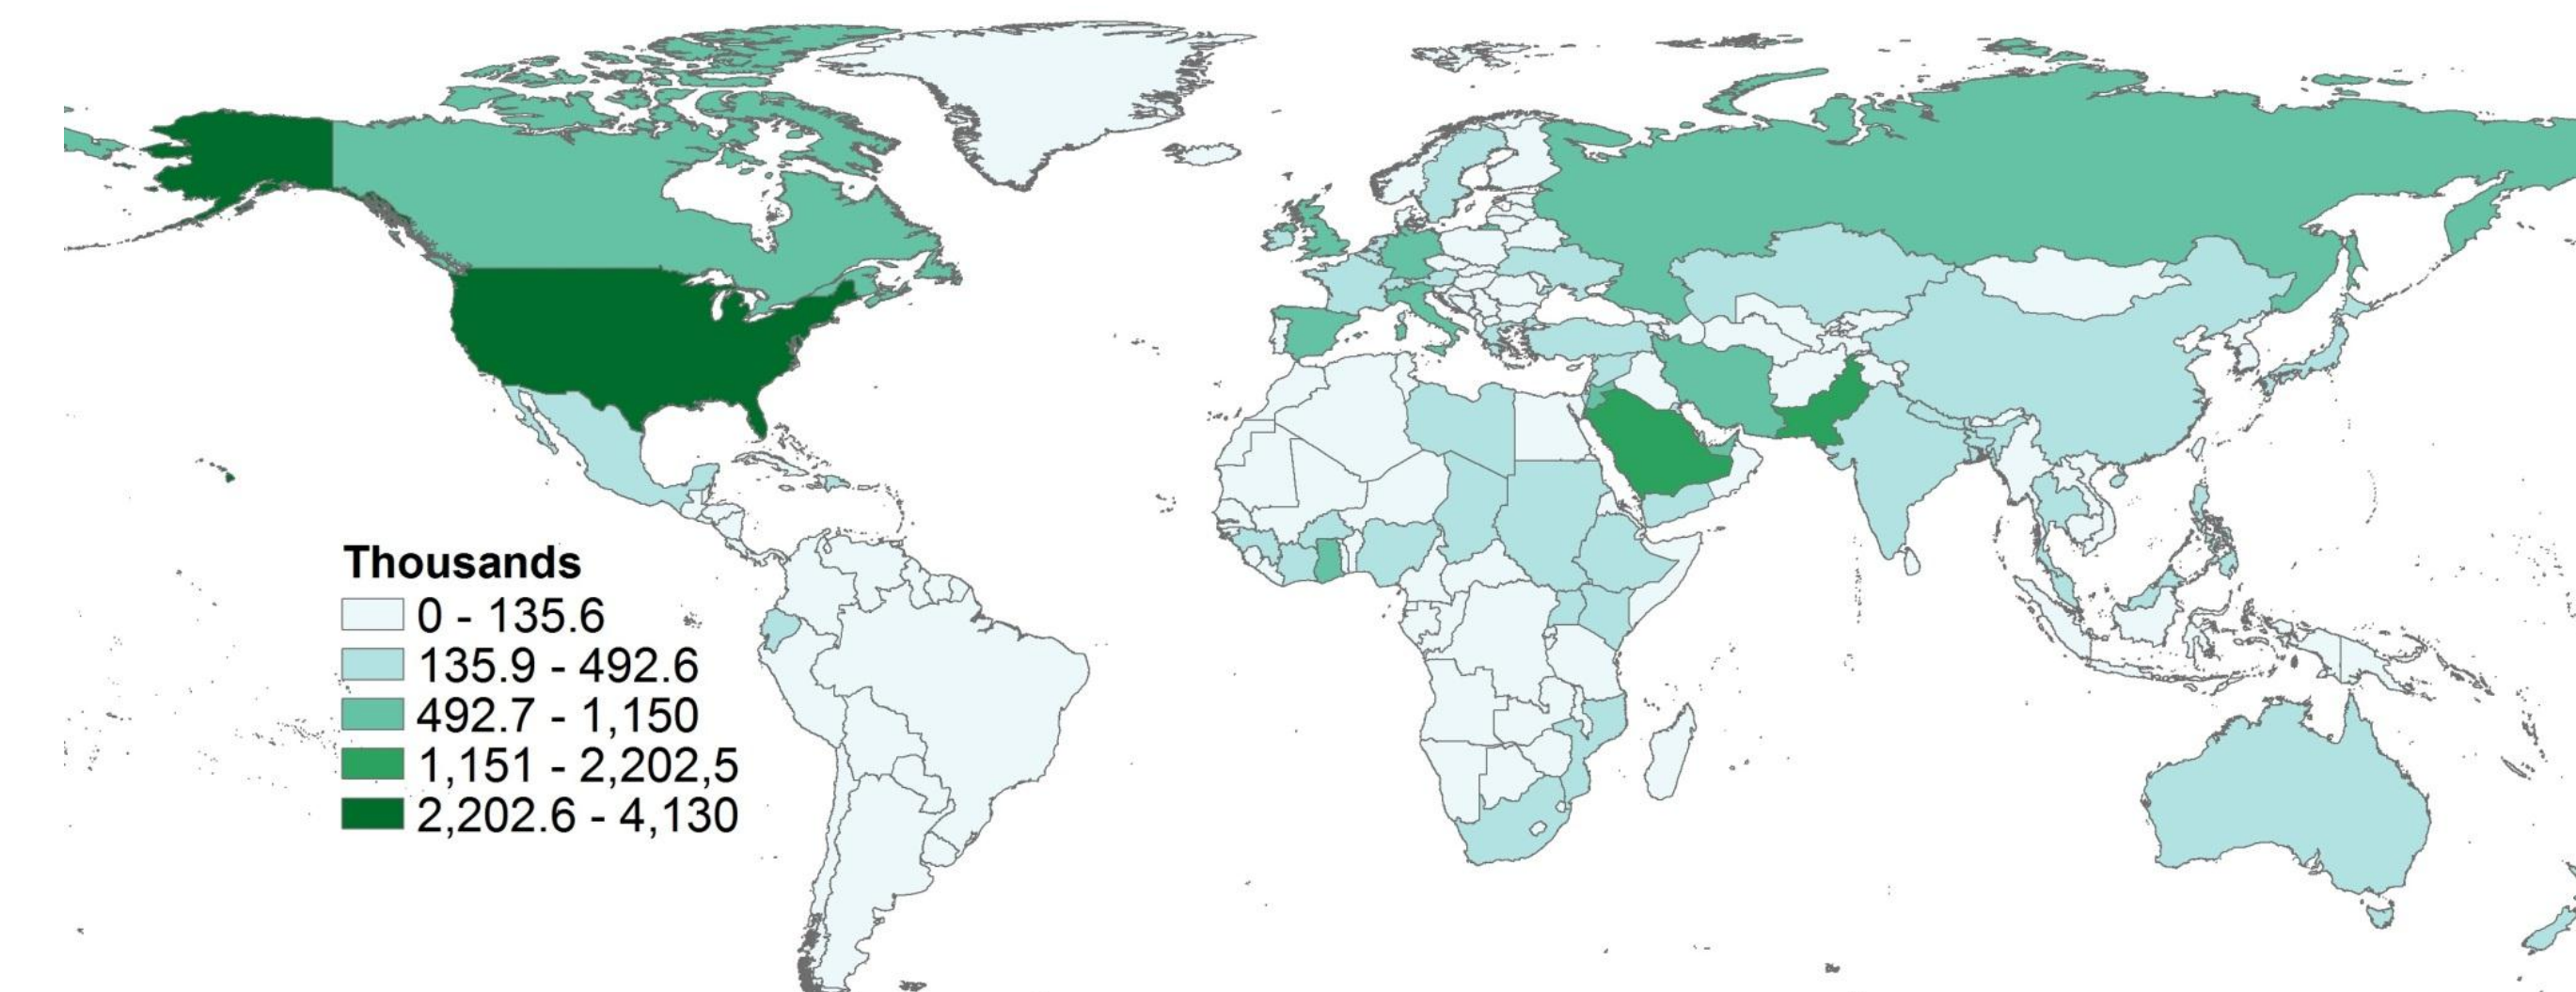 Thousands
0 - 135.6
135.9 - 492.6
492.7 - 1,150
1,151 - 2,202,5
2,202.6 - 4,130